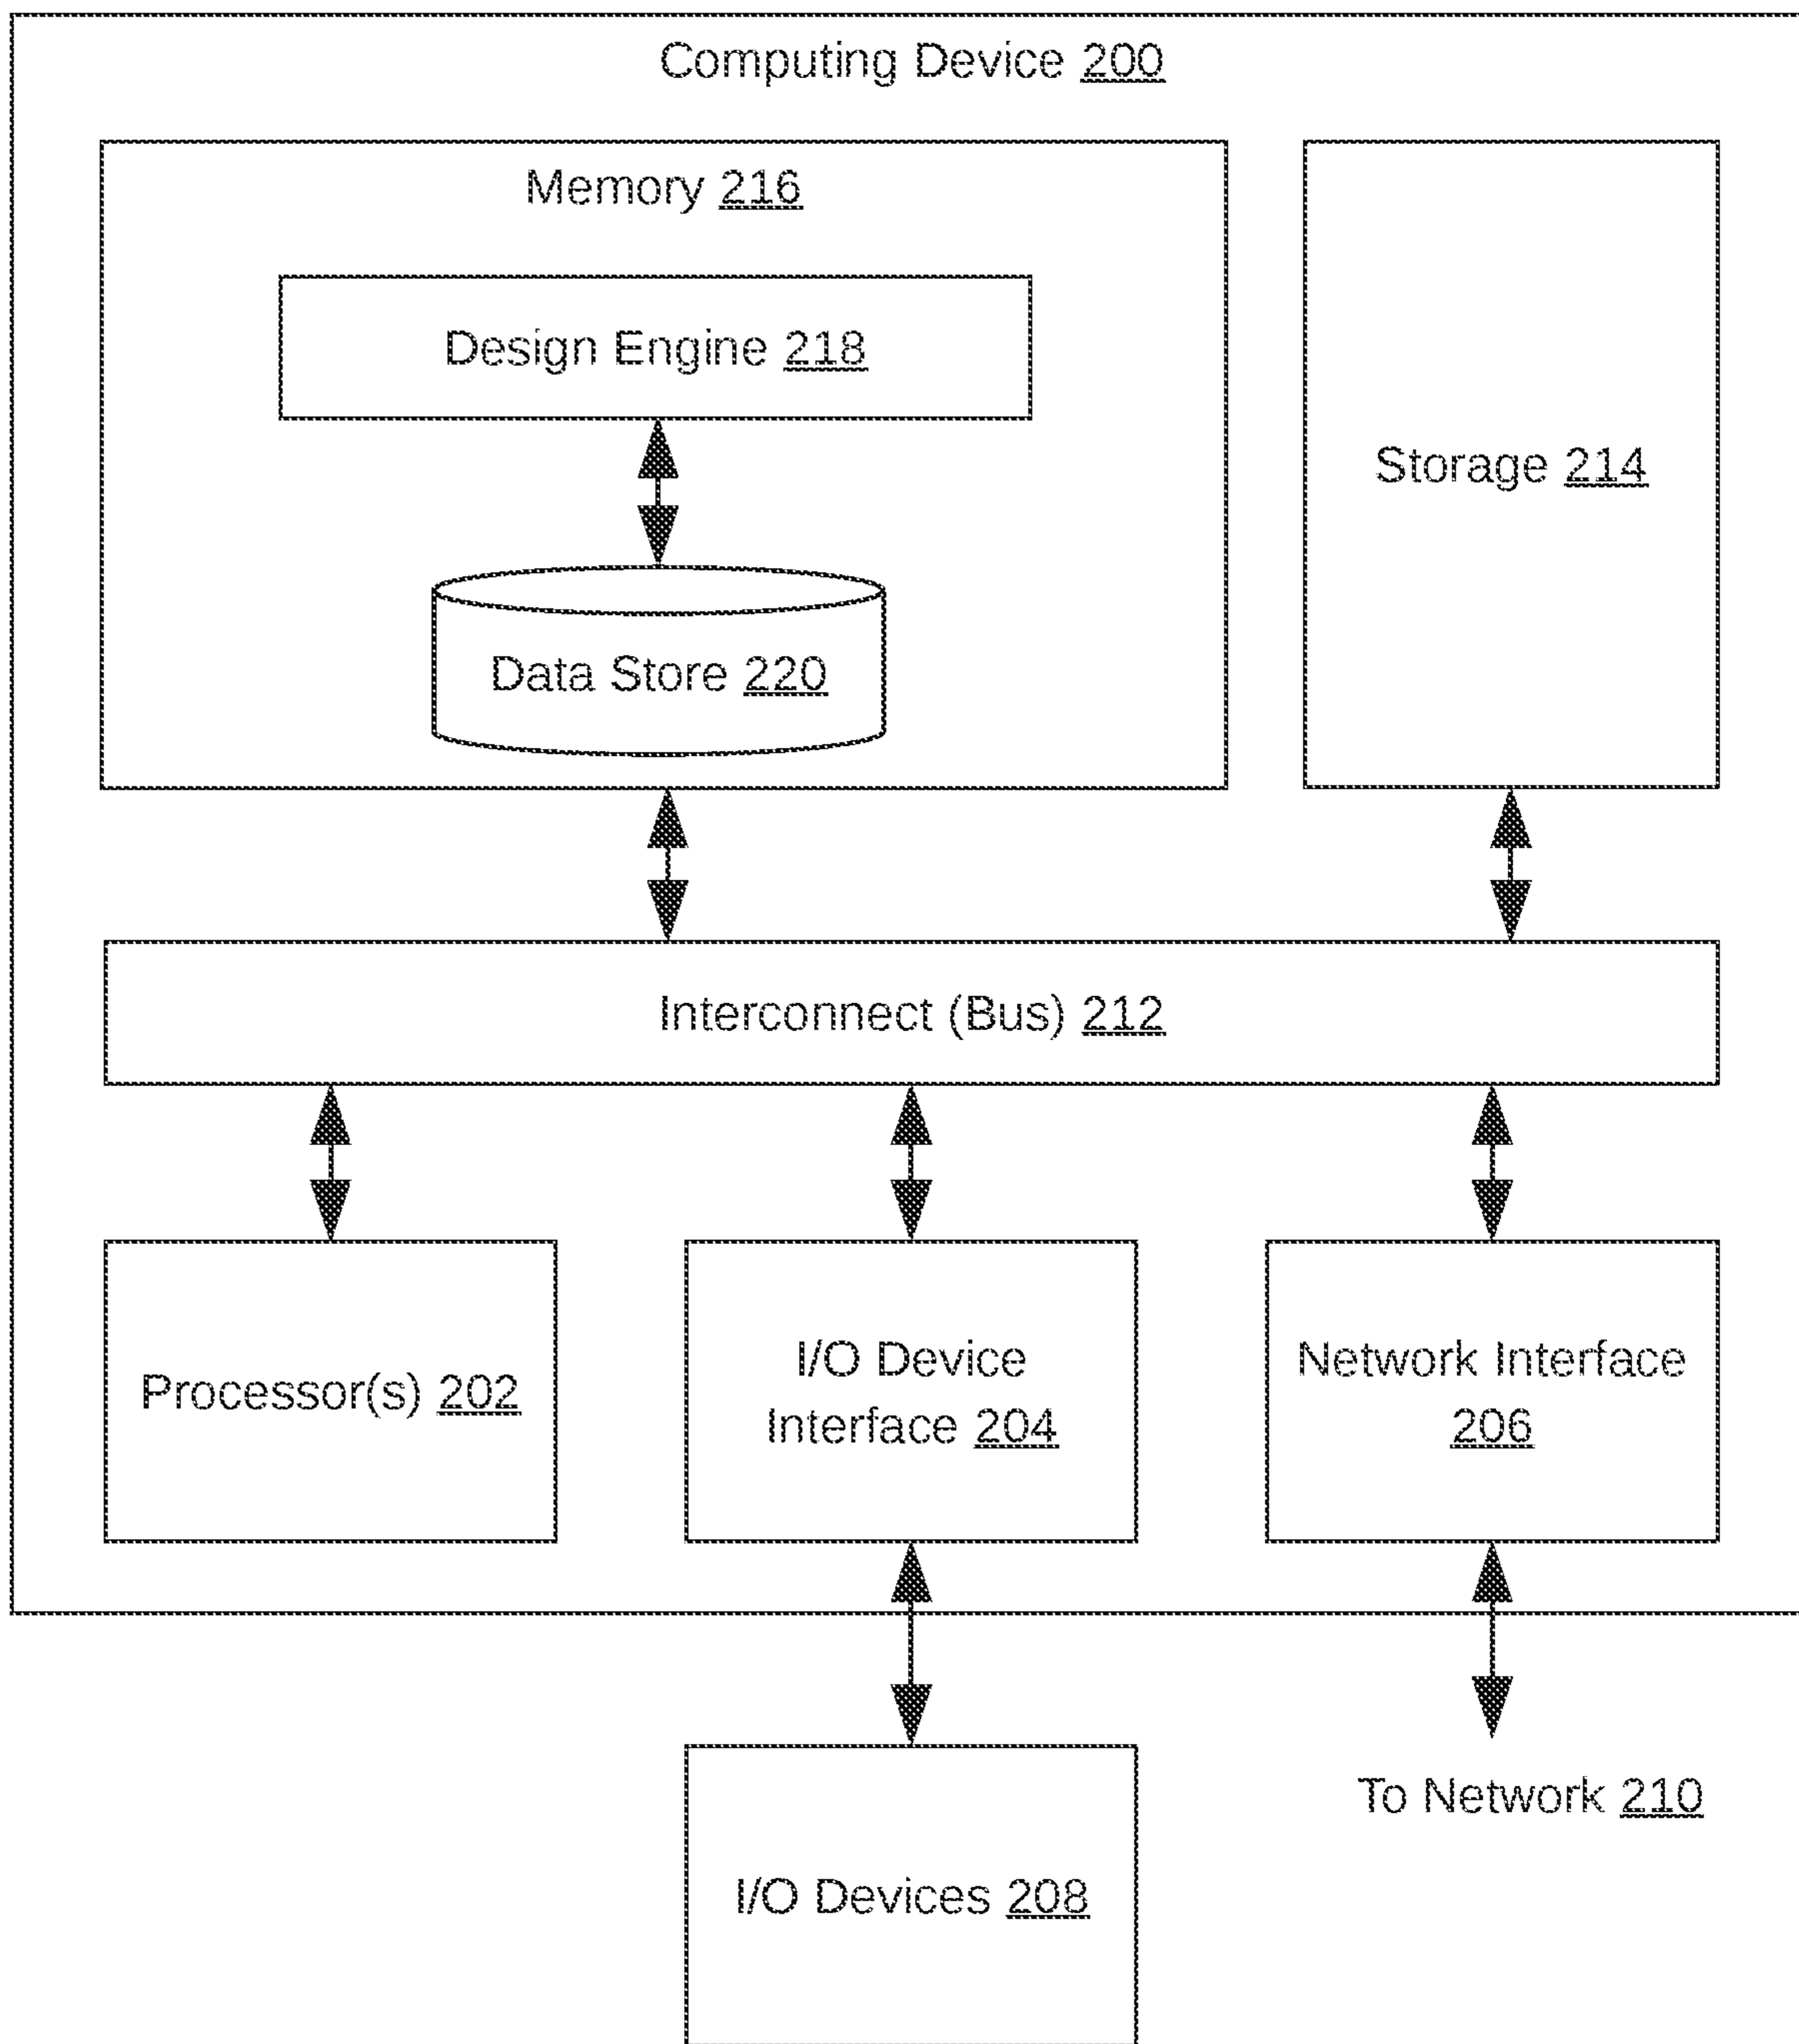 Computing Device 200
Memory 216
Design Engine 218
Data Store 220
Storage 214
Interconnect (Bus) 212
Processor(s) 202
I/O Device
Interface 204
Network Interface
206
I/O Devices 208
To Network 210